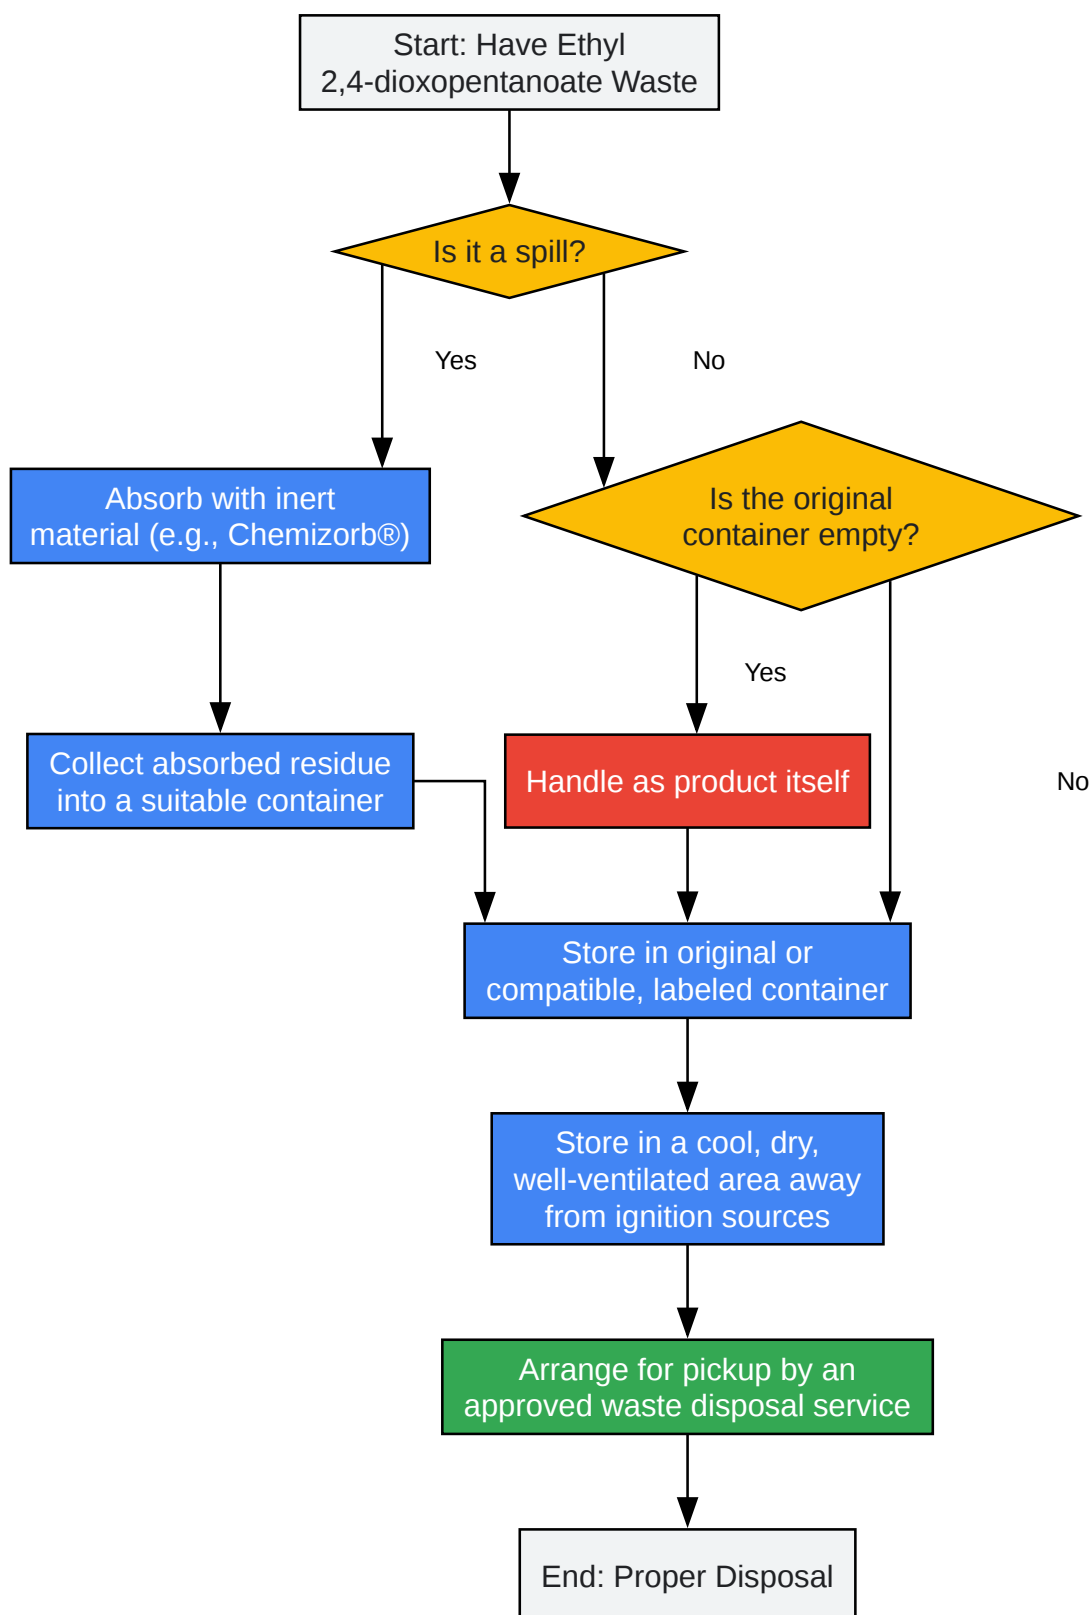 Start: Have Ethyl
2,4-dioxopentanoate Waste
Is it a spill?
Yes
No
Absorb with inert
material (e.g., Chemizorb®)
Is the original
container empty?
Yes
Collect absorbed residue
into a suitable container
Handle as product itself
No
Store in original or
compatible, labeled container
Store in a cool, dry,
well-ventilated area away
from ignition sources
Arrange for pickup by an
approved waste disposal service
End: Proper Disposal